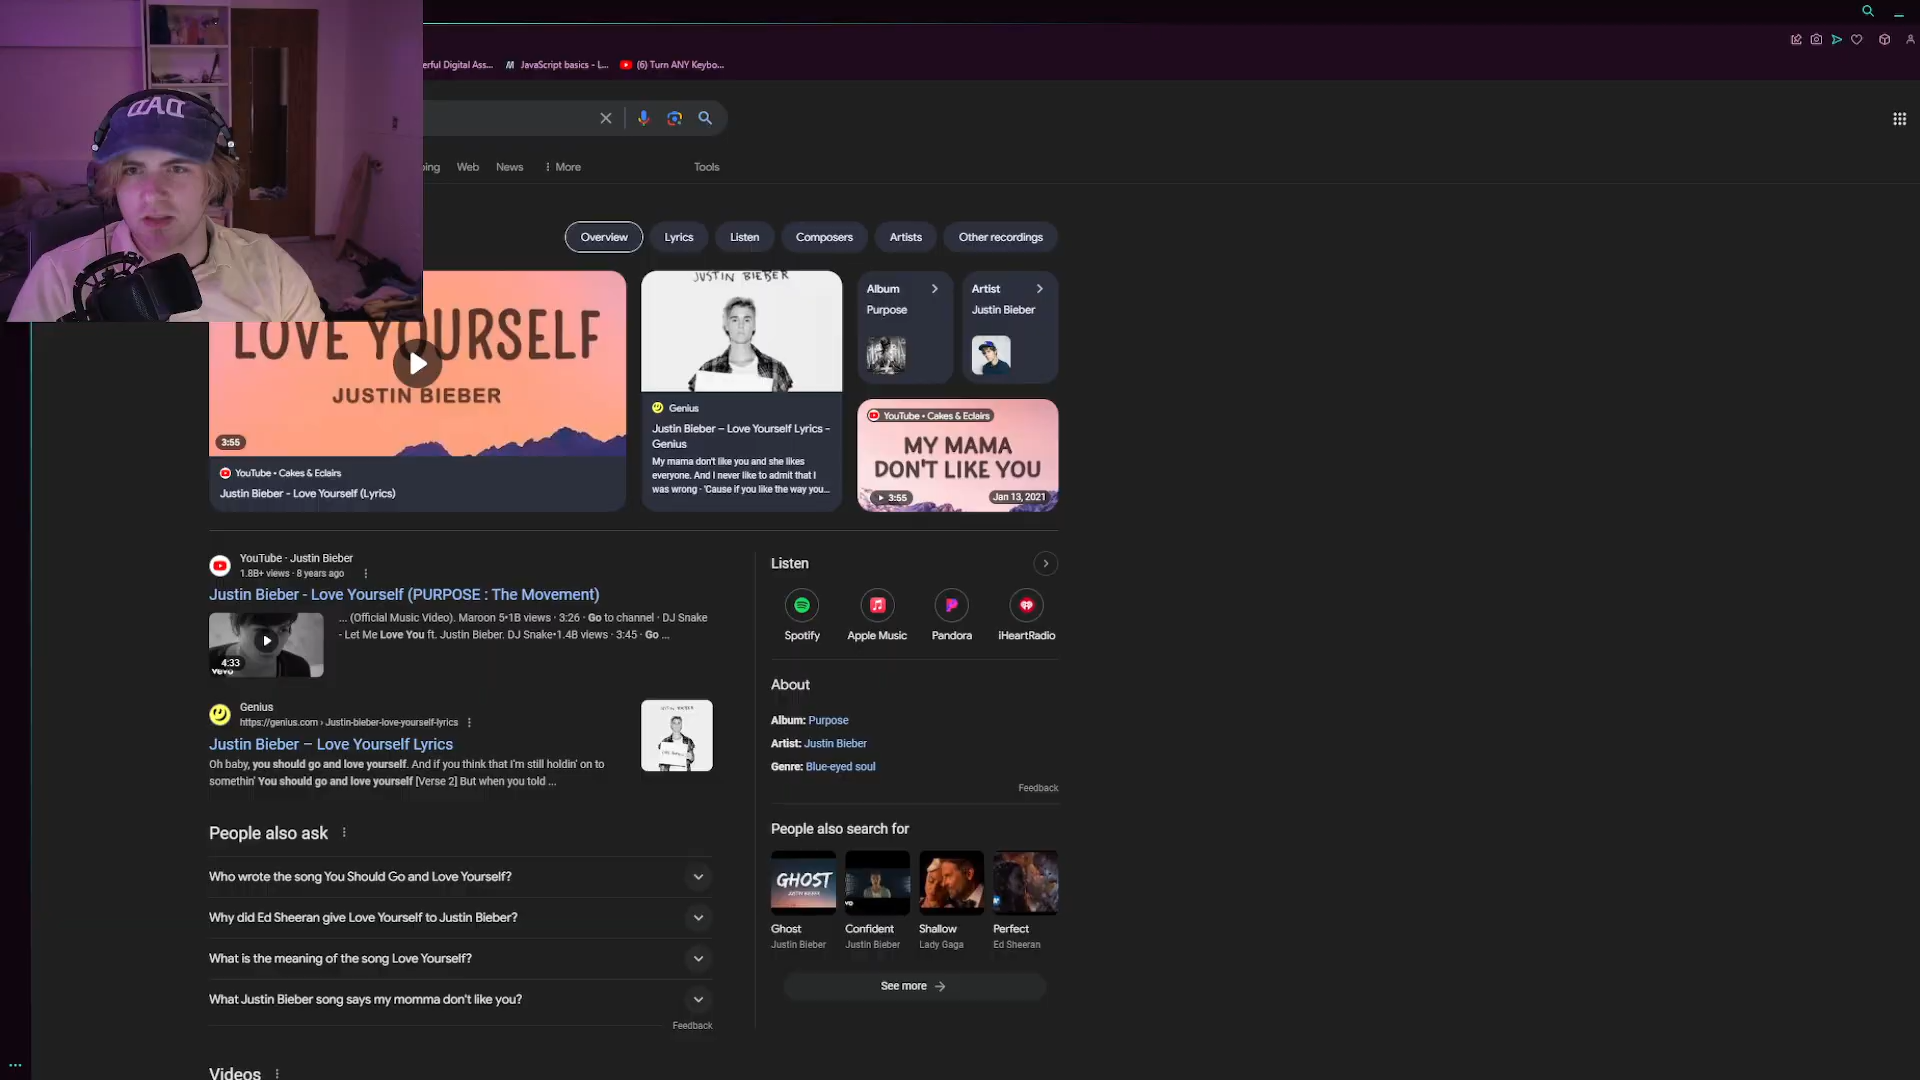 DAD
erful Digital Ass...
JavaScript basics - L...
(6) Turn ANY Keybo...
ping
Web
News
More
Tools
Overview
Lyrics
Listen
Composers
Artists
Other recordings
LOVE YOURSELF
JUSTIN BIEBER
3:55
YouTube • Cakes & Eclairs
Justin Bieber - Love Yourself (Lyrics)
JUSTIN BIEBER
Genius
Justin Bieber – Love Yourself Lyrics -
Genius
My mama don't like you and she likes
everyone. And I never like to admit that I
was wrong · 'Cause if you like the way you...
Album
Purpose
Artist
Justin Bieber
YouTube • Cakes & Eclairs
MY MAMA
DON'T LIKE YOU
3:55
Jan 13, 2021
YouTube · Justin Bieber
1.8B+ views · 8 years ago
Justin Bieber - Love Yourself (PURPOSE : The Movement)
... (Official Music Video). Maroon 5•1B views · 3:26 · Go to channel · DJ Snake
- Let Me Love You ft. Justin Bieber. DJ Snake•1.4B views · 3:45 · Go ...
4:33
vevo
Genius
https://genius.com › Justin-bieber-love-yourself-lyrics
Justin Bieber – Love Yourself Lyrics
Oh baby, you should go and love yourself. And if you think that I'm still holdin' on to
somethin' You should go and love yourself [Verse 2] But when you told ...
People also ask
Who wrote the song You Should Go and Love Yourself?
Why did Ed Sheeran give Love Yourself to Justin Bieber?
What is the meaning of the song Love Yourself?
What Justin Bieber song says my momma don't like you?
Feedback
Videos
Listen
Spotify
Apple Music
Pandora
iHeartRadio
About
Album: Purpose
Artist: Justin Bieber
Genre: Blue-eyed soul
Feedback
People also search for
GHOST
JUSTIN BIEBER
Ghost
Justin Bieber
Confident
Justin Bieber
Shallow
Lady Gaga
Perfect
Ed Sheeran
See more